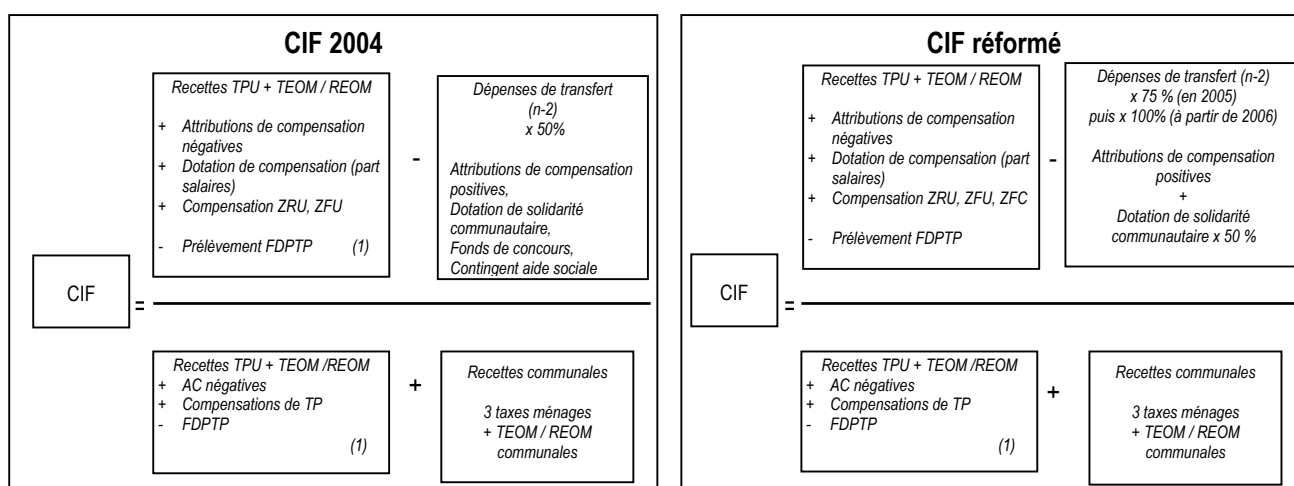 CIF 2004
Recettes TPU + TEOM / REOM
+ Attributions de compensation
négatives
+ Dotation de compensation (part
salaires)
+ Compensation ZRU, ZFU
- Prélèvement FDPTP (1)
-
Dépenses de transfert
(n-2)
x 50%
Attributions de compensation
positives,
Dotation de solidarité
communautaire,
Fonds de concours,
Contingent aide sociale
CIF
=
Recettes TPU + TEOM /REOM
+ AC négatives
+ Compensations de TP
- FDPTP
(1)
+
Recettes communales
3 taxes ménages
+ TEOM / REOM
communales
CIF réformé
Recettes TPU + TEOM / REOM
+ Attributions de compensation
négatives
+ Dotation de compensation (part
salaires)
+ Compensation ZRU, ZFU, ZFC
- Prélèvement FDPTP
-
Dépenses de transfert (n-2)
x 75 % (en 2005)
puis x 100% (à partir de 2006)
Attributions de compensation
positives
+
Dotation de solidarité
communautaire x 50 %
CIF
=
Recettes TPU + TEOM /REOM
+ AC négatives
+ Compensations de TP
- FDPTP
(1)
+
Recettes communales
3 taxes ménages
+ TEOM / REOM
communales